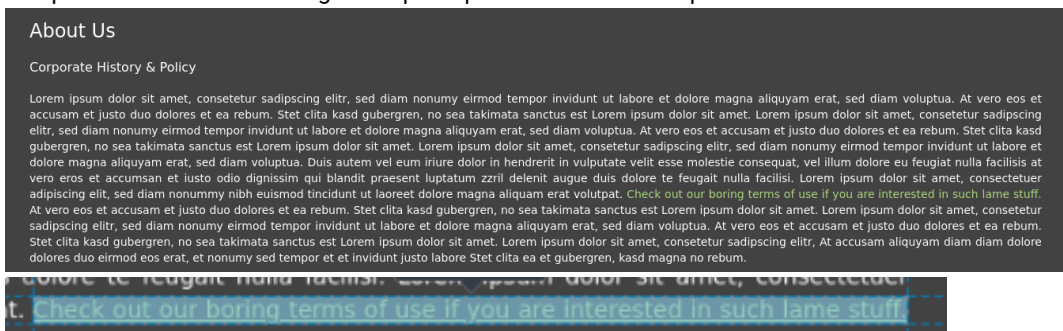 About Us
Corporate History & Policy
Lorem ipsum dolor sit amet, consetetur sadipscing elitr, sed diam nonumy eirmod tempor invidunt ut labore et dolore magna aliquyam erat, sed diam voluptua. At vero eos et
accusam et justo duo dolores et ea rebum. Stet clita kasd gubergren, no sea takimata sanctus est Lorem ipsum dolor sit amet. Lorem ipsum dolor sit amet, consetetur sadipscing
elitr, sed diam nonumy eirmod tempor invidunt ut labore et dolore magna aliquyam erat, sed diam voluptua. At vero eos et accusam et justo duo dolores et ea rebum. Stet clita kasd
gubergren, no sea takimata sanctus est Lorem ipsum dolor sit amet. Lorem ipsum dolor sit amet, consetetur sadipscing elitr, sed diam nonumy eirmod tempor invidunt ut labore et
dolore magna aliquyam erat, sed diam voluptua. Duis autem vel eum iriure dolor in hendrerit in vulputate velit esse molestie consequat, vel illum dolore eu feugiat nulla facilisis at
vero eros et accumsan et iusto odio dignissim qui blandit praesent luptatum zzril delenit augue duis dolore te feugait nulla facilisi. Lorem ipsum dolor sit amet, consectetuer
adipiscing elit, sed diam nonummy nibh euismod tincidunt ut laoreet dolore magna aliquam erat volutpat. Check out our boring terms of use if you are interested in such lame stuff.
At vero eos et accusam et justo duo dolores et ea rebum. Stet clita kasd gubergren, no sea takimata sanctus est Lorem ipsum dolor sit amet. Lorem ipsum dolor sit amet, consetetur
sadipscing elitr, sed diam nonumy eirmod tempor invidunt ut labore et dolore magna aliquyam erat, sed diam voluptua. At vero eos et accusam et justo duo dolores et ea rebum.
Stet clita kasd gubergren, no sea takimata sanctus est Lorem ipsum dolor sit amet. Lorem ipsum dolor sit amet, consetetur sadipscing elitr, At accusam aliquyam diam diam dolore
dolores duo eirmod eos erat, et nonumy sed tempor et et invidunt justo labore Stet clita ea et gubergren, kasd magna no rebum.
dolore te feugait nulla facilisi. Lorem ipsum dolor sit amet, consectetuer
t. Check out our boring terms of use if you are interested in such lame stuff.